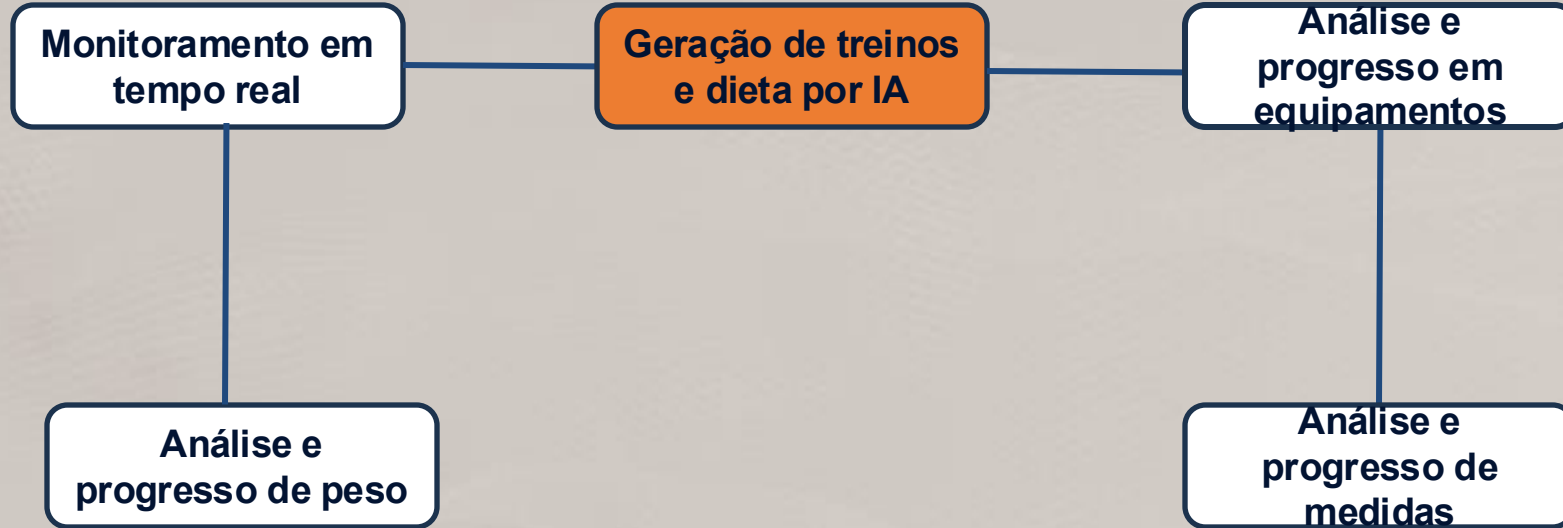 Monitoramento em
tempo real
Geração de treinos
e dieta por IA
Análise e
progresso em
equipamentos
Análise e
progresso de peso
Análise e
progresso de
medidas